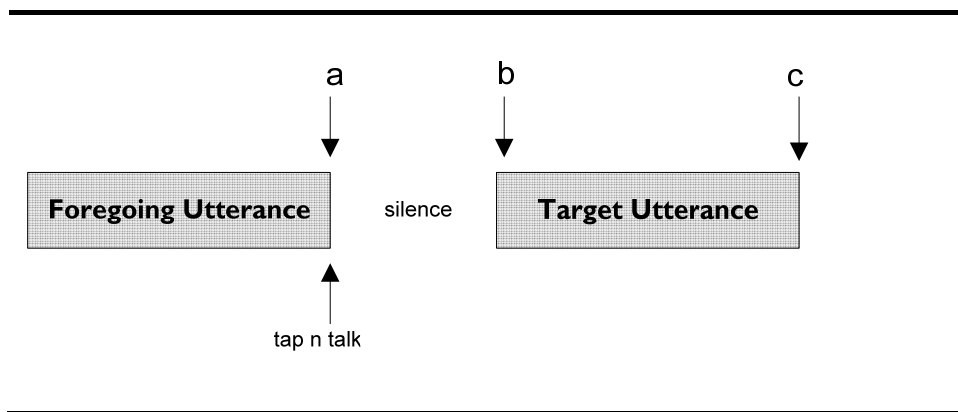 a
b
c
Foregoing Utterance
silence
Target Utterance
tap n talk